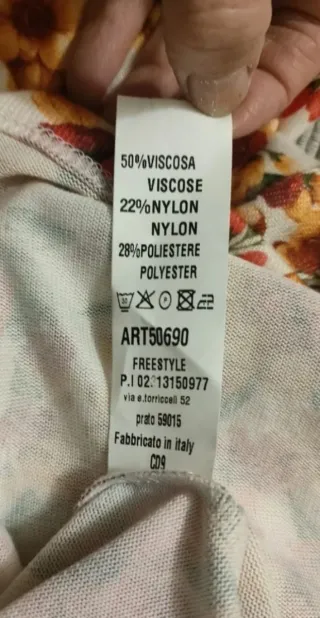 50%VISCOSA
VISCOSE
22%NYLON
NYLON
28%POLIESTERE
POLYESTER
ART50690
FREESTYLE
via e.torricceli 52
prato 59015
Fabbricato in italy
CD9